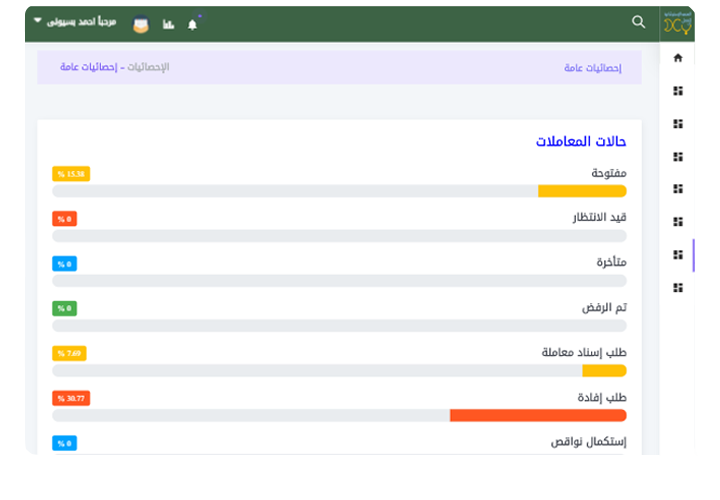 مرحباً احمد بسيونى
إحصائيات عامة
الإحصائيات - إحصائيات عامة
حالات المعاملات
مفتوحة
% 15.38
قيد الانتظار
% 0
متأخرة
% 0
تم الرفض
% 0
طلب إسناد معاملة
% 7.69
طلب إفادة
% 30.77
إستكمال نواقص
% 0